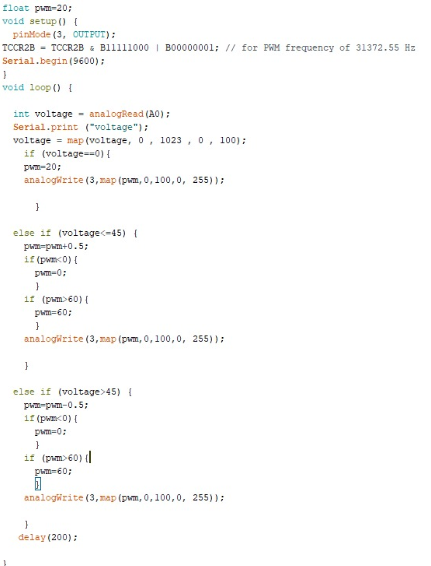 float pwm=20;
void setup() {
pinMode(3, OUTPUT);
TCCR2B = TCCR2B & B11111000 | B00000001; // for PWM frequency of 31372.55 Hz
Serial.begin(9600);
}
void loop() {
int voltage = analogRead(A0);
Serial.print ("voltage");
voltage = map(voltage, 0 , 1023 , 0 , 100);
if (voltage==0){
pwm=20;
analogWrite(3,map(pwm,0,100,0, 255));
}
else if (voltage<=45) {
pwm=pwm+0.5;
if(pwm<0){
pwm=0;
}
if (pwm>60){
pwm=60;
}
analogWrite(3,map(pwm,0,100,0, 255));
}
else if (voltage>45) {
pwm=pwm-0.5;
if(pwm<0){
pwm=0;
}
if (pwm>60){
pwm=60;
}
analogWrite(3,map(pwm,0,100,0, 255));
}
delay(200);
}